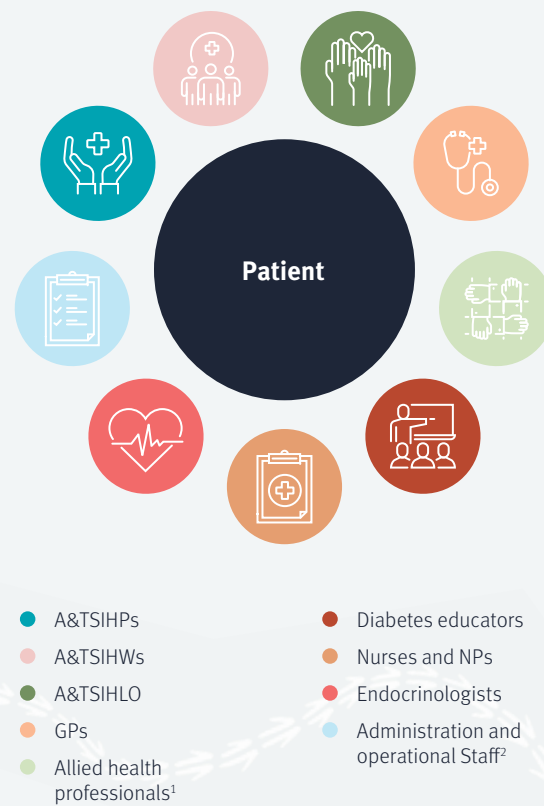 Patient
A&TSIHPs
A&TSIHWs
A&TSIHLO
GPs
Allied health
professionals¹
Diabetes educators
Nurses and NPs
Endocrinologists
Administration and
operational Staff²